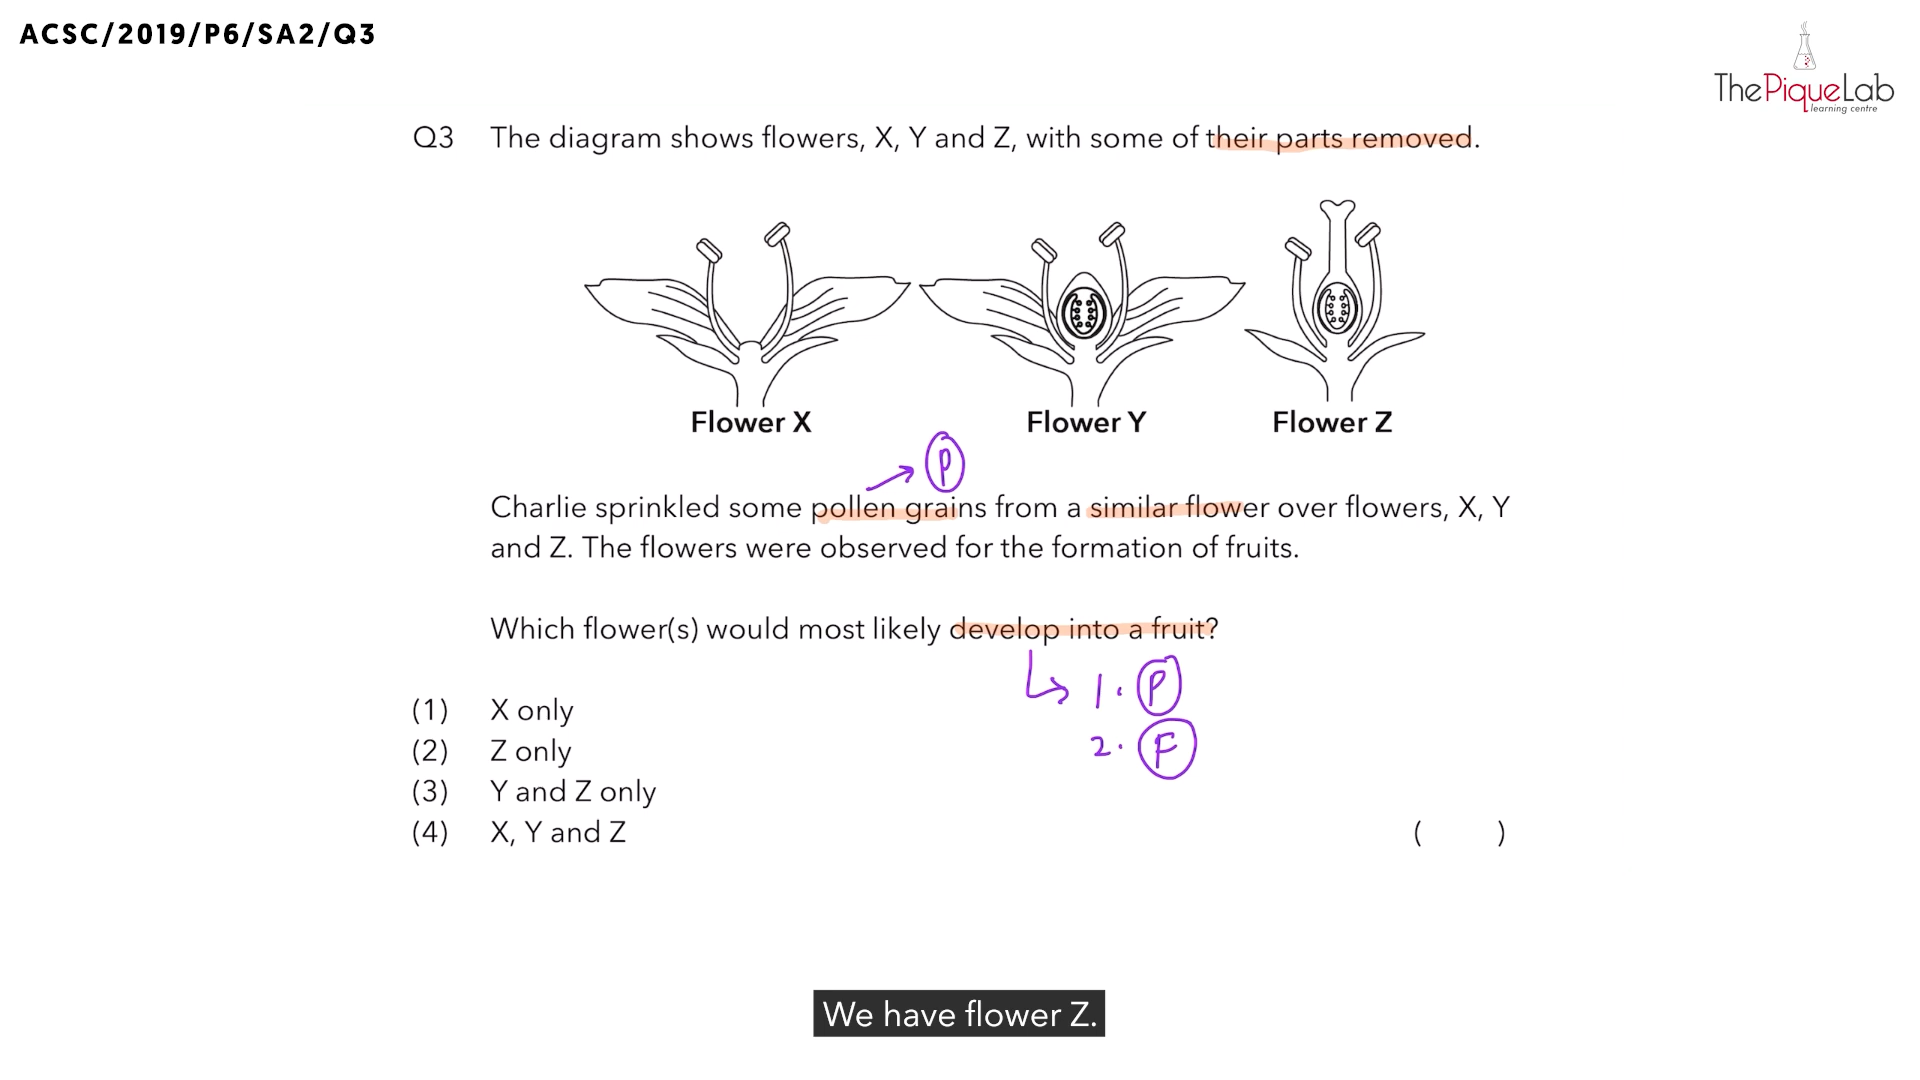 ACSC/2019/P6/SA2/Q3
ThePiqueLab
learning centre
Q3 The diagram shows flowers, X, Y and Z, with some of their parts removed.
Flower X Flower Y Flower Z
P
Charlie sprinkled some pollen grains from a similar flower over flowers, X, Y
and Z. The flowers were observed for the formation of fruits.
Which flower(s) would most likely develop into a fruit?
1. P
2. F
(1) X only
(2) Z only
(3) Y and Z only
(4) X, Y and Z ( )
We have flower Z.